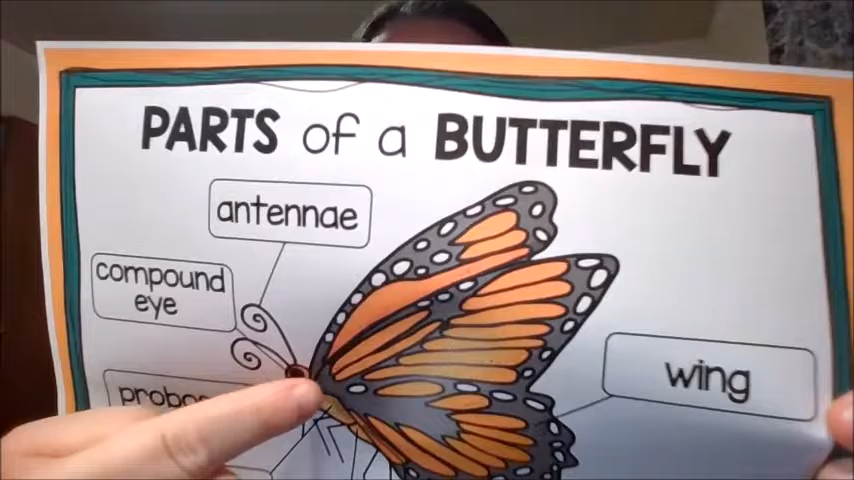 PARTS of a BUTTERFLY
antennae
compound
eye
wing